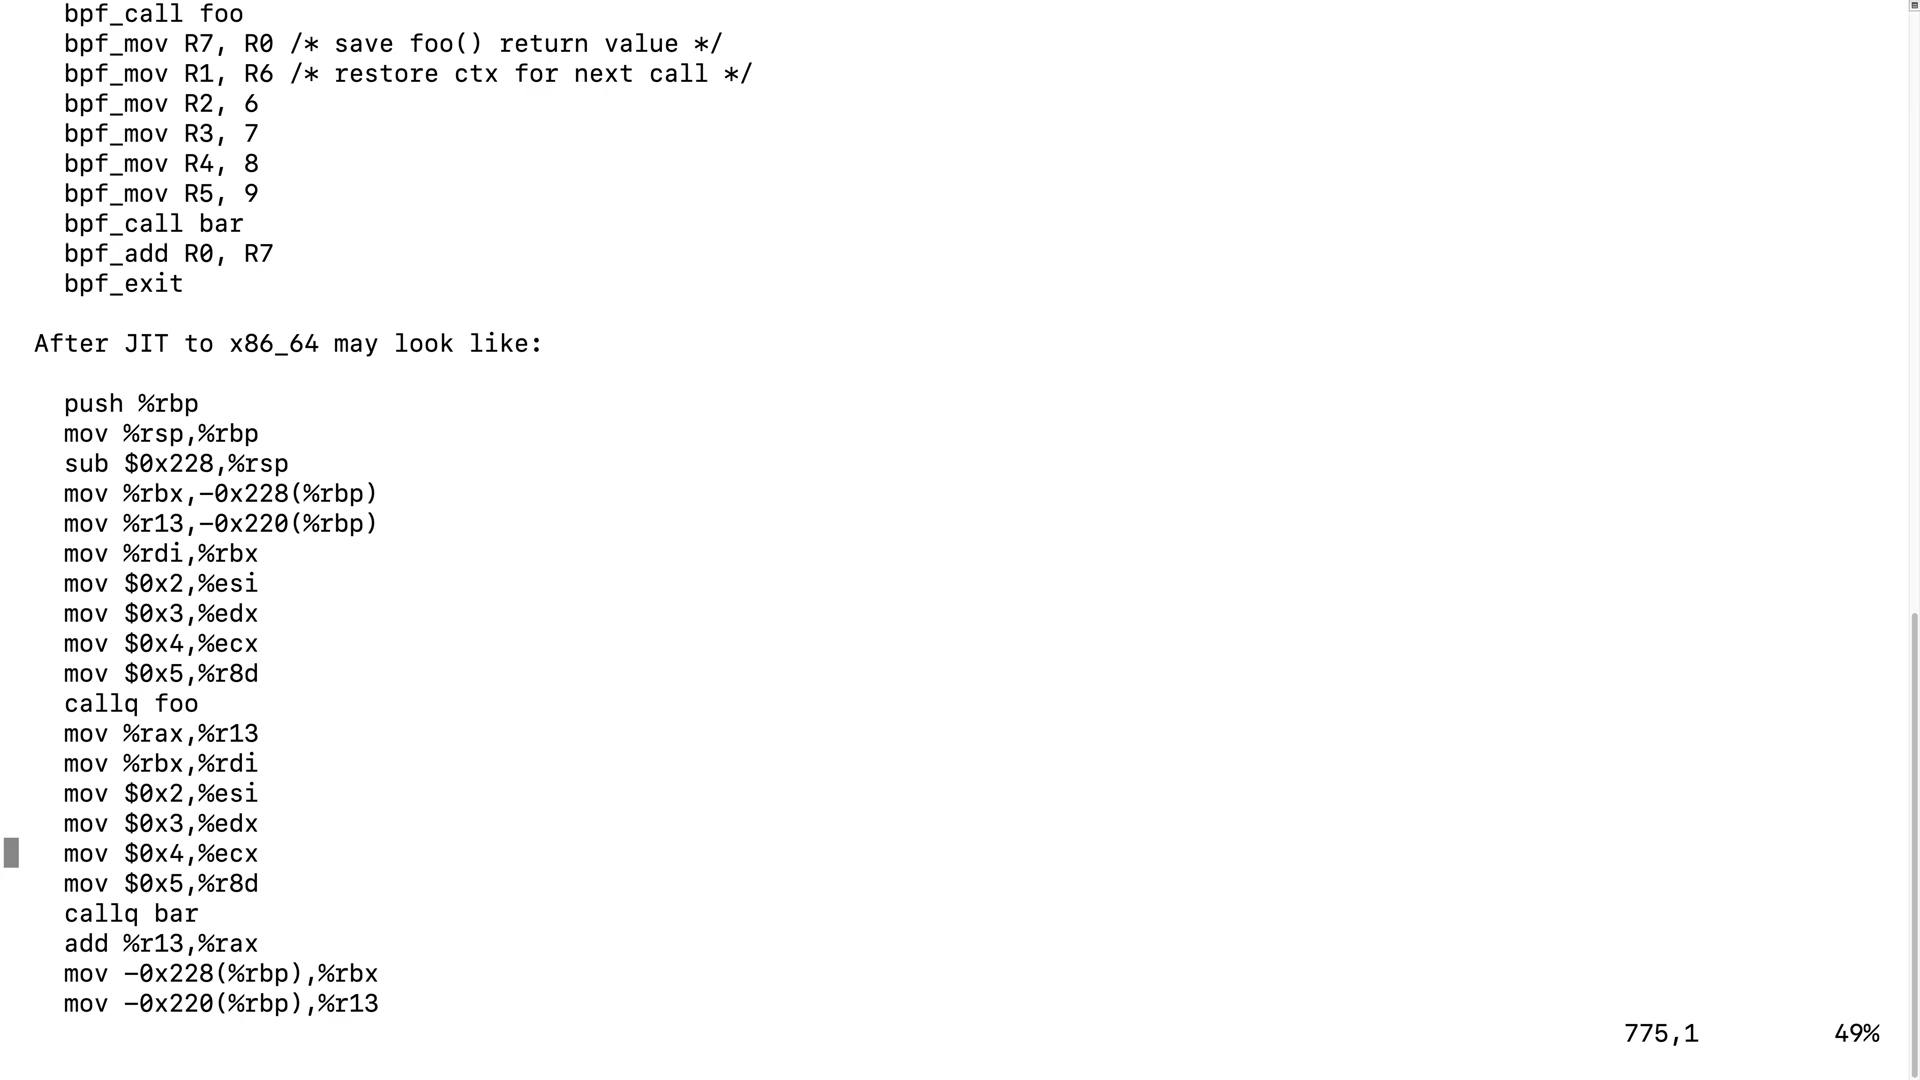 bpf_call foo
bpf_mov R7, R0 /* save foo() return value */
bpf_mov R1, R6 /* restore ctx for next call */
bpf_mov R2, 6
bpf_mov R3, 7
bpf_mov R4, 8
bpf_mov R5, 9
bpf_call bar
bpf_add R0, R7
bpf_exit
After JIT to x86_64 may look like:
push %rbp
mov %rsp,%rbp
sub $0x228,%rsp
mov %rbx,-0x228(%rbp)
mov %r13,-0x220(%rbp)
mov %rdi,%rbx
mov $0x2,%esi
mov $0x3,%edx
mov $0x4,%ecx
mov $0x5,%r8d
callq foo
mov %rax,%r13
mov %rbx,%rdi
mov $0x2,%esi
mov $0x3,%edx
mov $0x4,%ecx
mov $0x5,%r8d
callq bar
add %r13,%rax
mov -0x228(%rbp),%rbx
mov -0x220(%rbp),%r13
775,1 49%